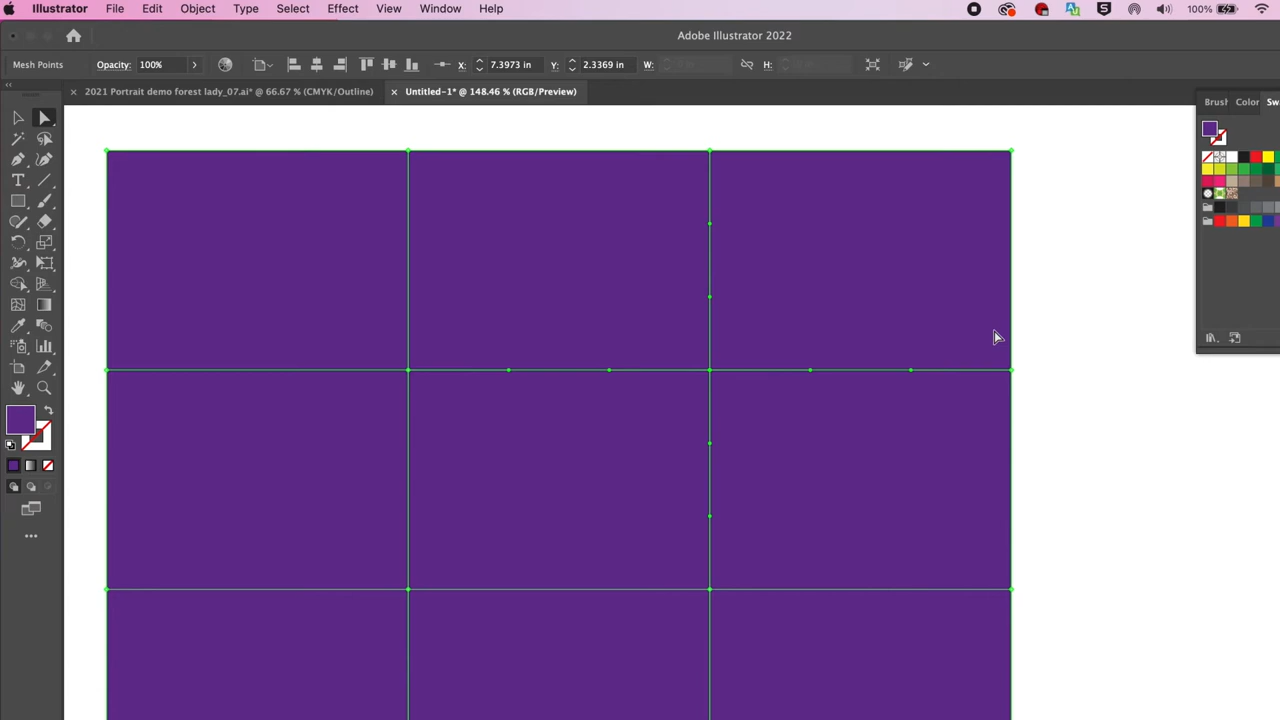 Illustrator File Edit Object Type Select Effect View Window Help 100%
Adobe Illustrator 2022
Mesh Points Opacity: 100% X: 7.3973 in Y: 2.3369 in W: H:
2021 Portrait demo forest lady_07.ai* @ 66.67 % (CMYK/Outline) Untitled-1* @ 148.46 % (RGB/Preview)
Brush Color Sw